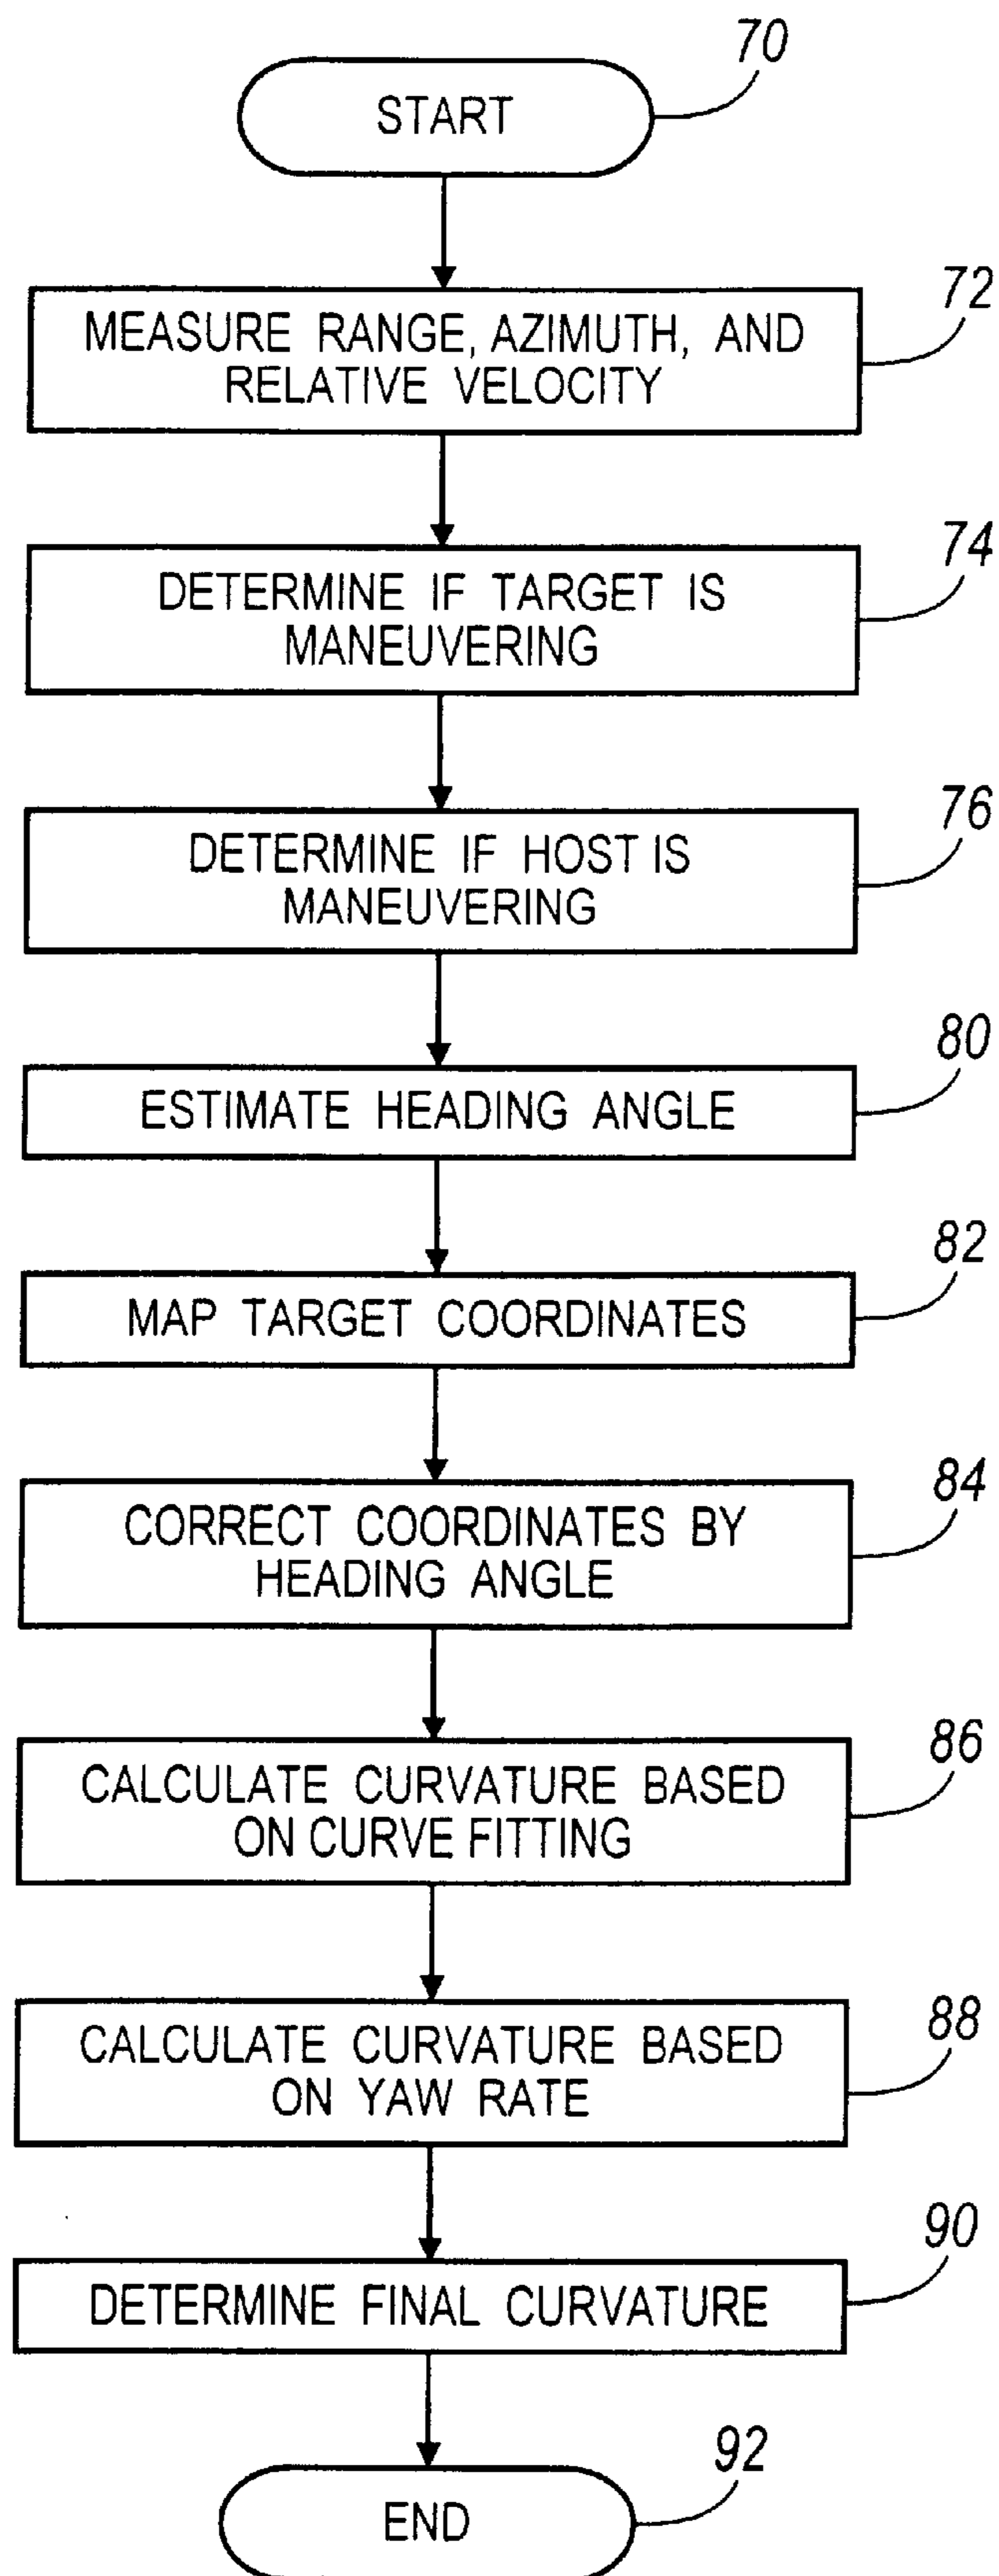 70
START
72
MEASURE RANGE, AZIMUTH, AND
RELATIVE VELOCITY
74
DETERMINE IF TARGET IS
MANEUVERING
76
DETERMINE IF HOST IS
MANEUVERING
80
ESTIMATE HEADING ANGLE
82
MAP TARGET COORDINATES
84
CORRECT COORDINATES BY
HEADING ANGLE
86
CALCULATE CURVATURE BASED
ON CURVE FITTING
88
CALCULATE CURVATURE BASED
ON YAW RATE
90
DETERMINE FINAL CURVATURE
92
END